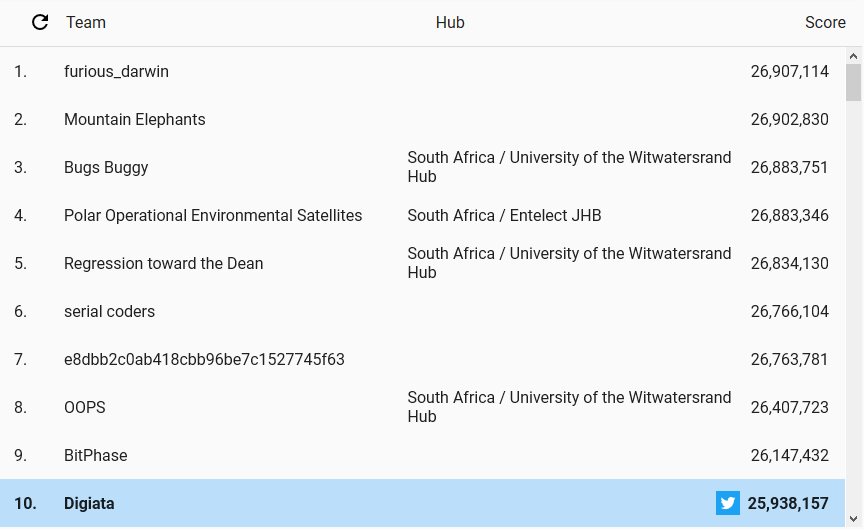 Team Hub Score
1. furious_darwin 26,907,114
2. Mountain Elephants 26,902,830
3. Bugs Buggy South Africa / University of the Witwatersrand Hub 26,883,751
4. Polar Operational Environmental Satellites South Africa / Entelect JHB 26,883,346
5. Regression toward the Dean South Africa / University of the Witwatersrand Hub 26,834,130
6. serial coders 26,766,104
7. e8dbb2c0ab418cbb96be7c1527745f63 26,763,781
8. OOPS South Africa / University of the Witwatersrand Hub 26,407,723
9. BitPhase 26,147,432
10. Digiata 25,938,157